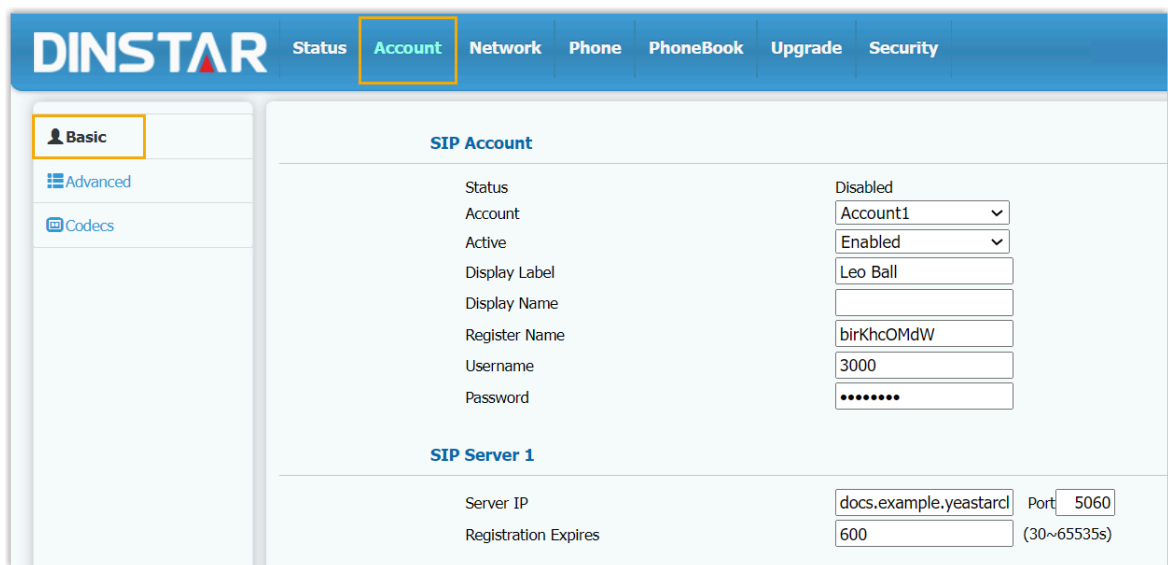 DINSTAR Status Account Network Phone PhoneBook Upgrade Security
Basic
Advanced
Codecs
SIP Account
Status Disabled
Account Account1
Active Enabled
Display Label Leo Ball
Display Name
Register Name birKhcOMdW
Username 3000
Password ••••••••
SIP Server 1
Server IP docs.example.yeastarcl Port 5060
Registration Expires 600 (30~65535s)